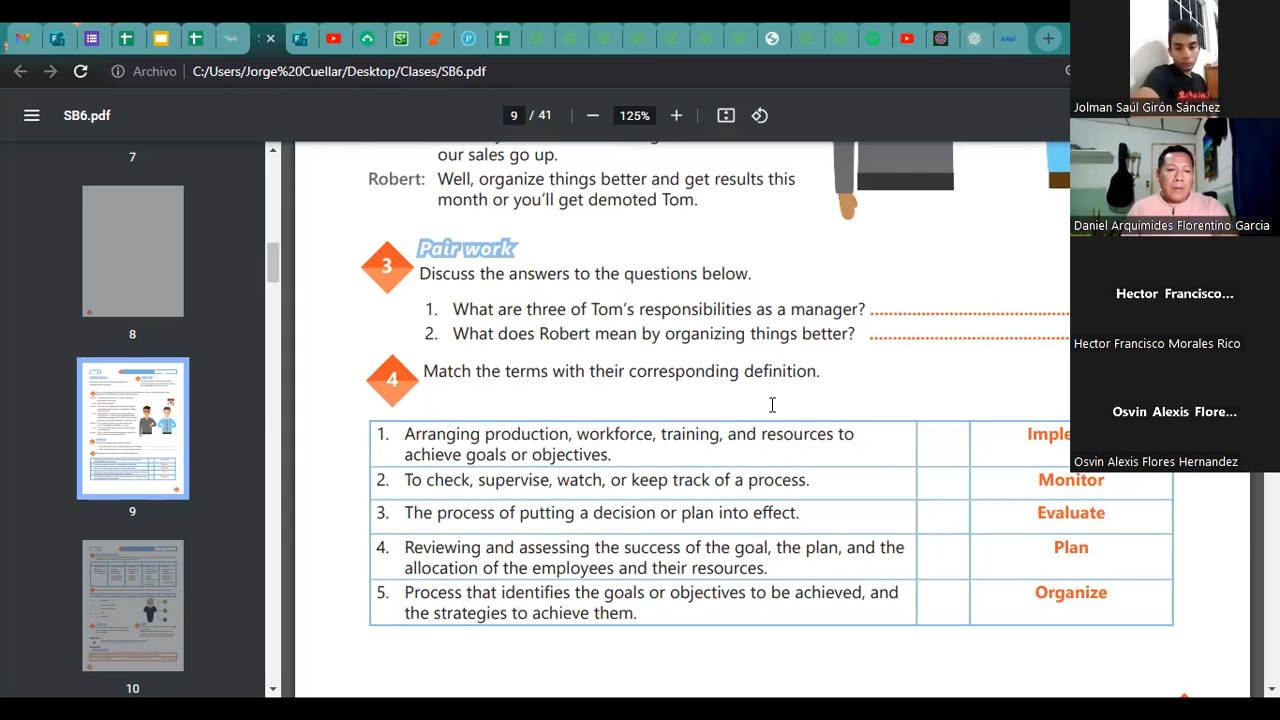 Archivo
C:/Users/Jorge%20Cuellar/Desktop/Clases/SB6.pdf
SB6.pdf
9 / 41
125%
7
8
9
10
our sales go up.
Robert: Well, organize things better and get results this
month or you'll get demoted Tom.
3 Pair work
Discuss the answers to the questions below.
1. What are three of Tom's responsibilities as a manager?
2. What does Robert mean by organizing things better?
4 Match the terms with their corresponding definition.
1. Arranging production, workforce, training, and resources to
achieve goals or objectives.
Imple
2. To check, supervise, watch, or keep track of a process.
Monitor
3. The process of putting a decision or plan into effect.
Evaluate
4. Reviewing and assessing the success of the goal, the plan, and the
allocation of the employees and their resources.
Plan
5. Process that identifies the goals or objectives to be achieved, and
the strategies to achieve them.
Organize
Jolman Saúl Girón Sánchez
Daniel Arquimides Florentino Garcia
Hector Francisco...
Hector Francisco Morales Rico
Osvin Alexis Flore...
Osvin Alexis Flores Hernandez